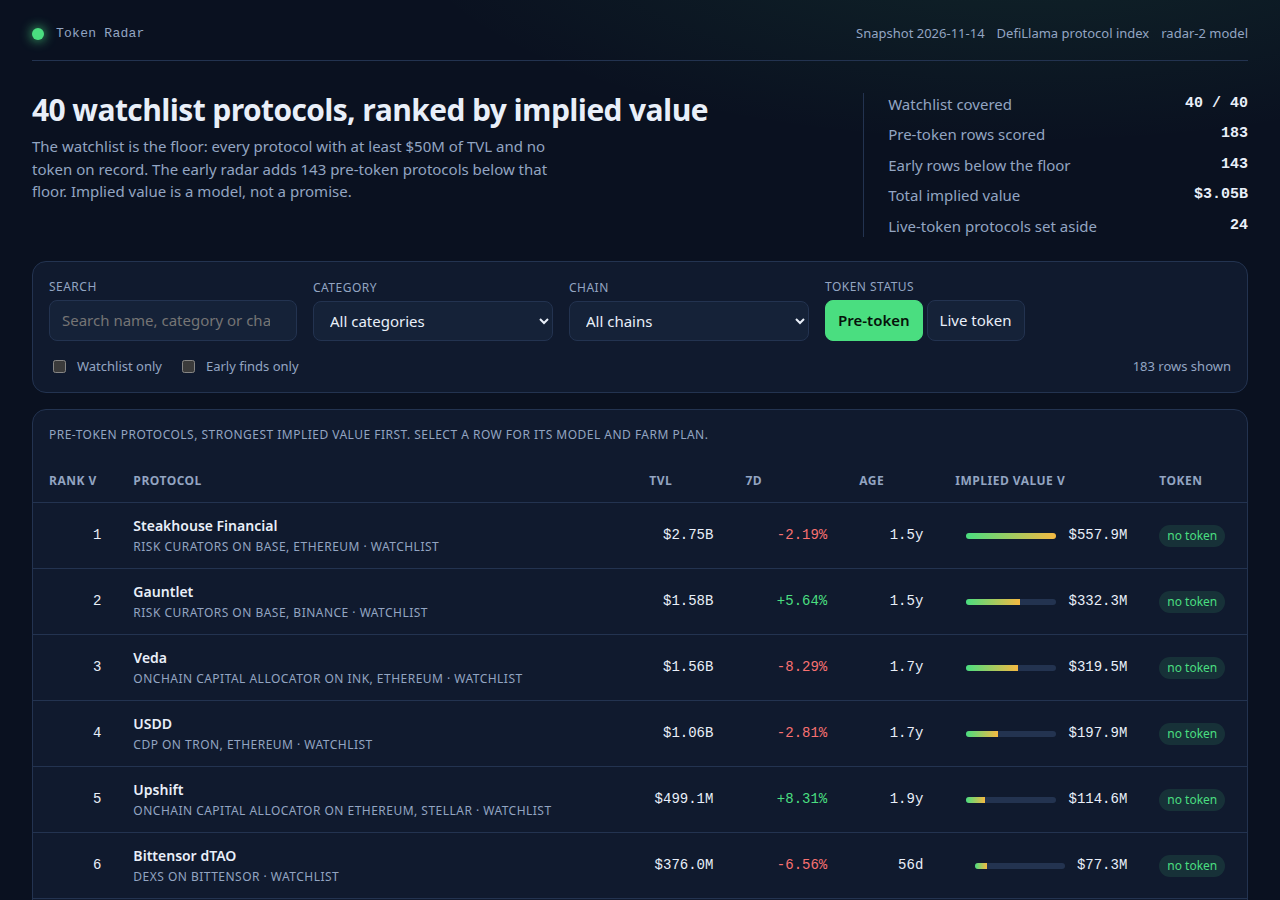 Token Radar
Snapshot 2026-11-14 DefiLlama protocol index radar-2 model
40 watchlist protocols, ranked by implied value
The watchlist is the floor: every protocol with at least $50M of TVL and no
token on record. The early radar adds 143 pre-token protocols below that
floor. Implied value is a model, not a promise.
Watchlist covered 40 / 40
Pre-token rows scored 183
Early rows below the floor 143
Total implied value $3.05B
Live-token protocols set aside 24
SEARCH CATEGORY CHAIN TOKEN STATUS
Search name, category or cha All categories All chains Pre-token Live token
Watchlist only Early finds only 183 rows shown
PRE-TOKEN PROTOCOLS, STRONGEST IMPLIED VALUE FIRST. SELECT A ROW FOR ITS MODEL AND FARM PLAN.
RANK V PROTOCOL TVL 7D AGE IMPLIED VALUE V TOKEN
1 Steakhouse Financial $2.75B -2.19% 1.5y $557.9M no token
RISK CURATORS ON BASE, ETHEREUM · WATCHLIST
2 Gauntlet $1.58B +5.64% 1.5y $332.3M no token
RISK CURATORS ON BASE, BINANCE · WATCHLIST
3 Veda $1.56B -8.29% 1.7y $319.5M no token
ONCHAIN CAPITAL ALLOCATOR ON INK, ETHEREUM · WATCHLIST
4 USDD $1.06B -2.81% 1.7y $197.9M no token
CDP ON TRON, ETHEREUM · WATCHLIST
5 Upshift $499.1M +8.31% 1.9y $114.6M no token
ONCHAIN CAPITAL ALLOCATOR ON ETHEREUM, STELLAR · WATCHLIST
6 Bittensor dTAO $376.0M -6.56% 56d $77.3M no token
DEXS ON BITTENSOR · WATCHLIST